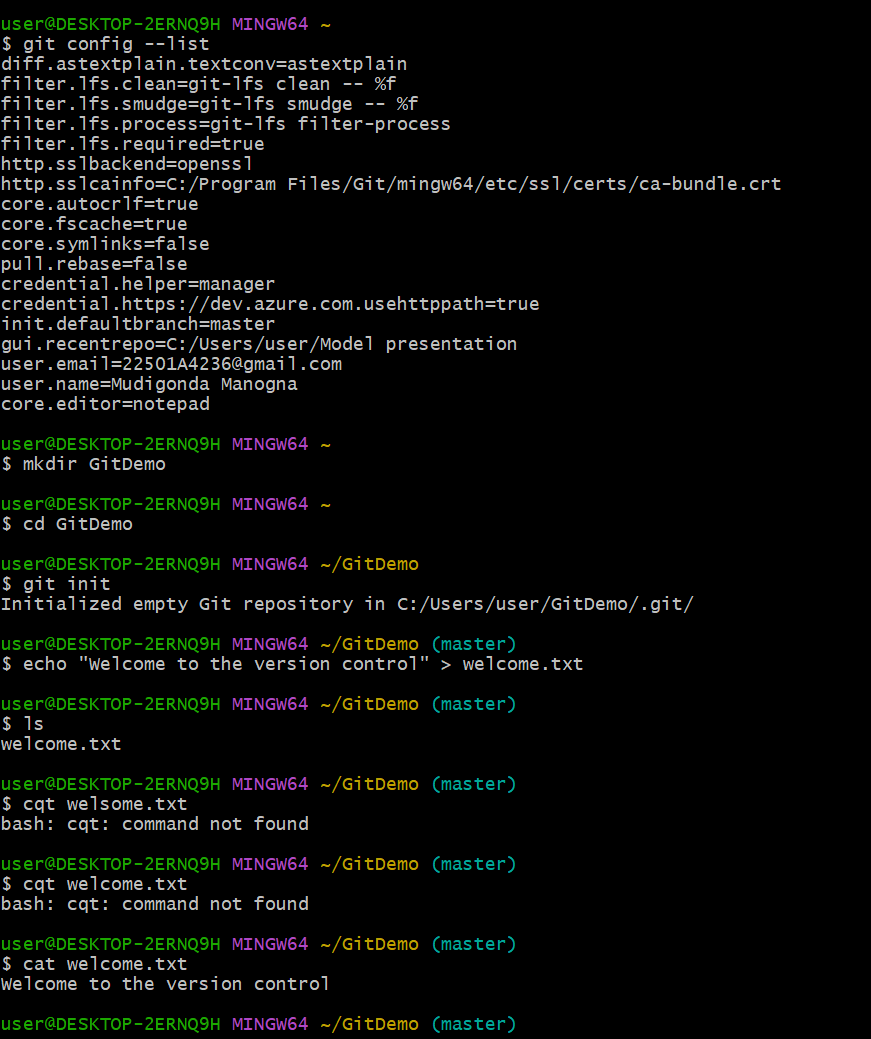 user@DESKTOP-2ERNQ9H MINGW64 ~
$ git config --list
diff.astextplain.textconv=astextplain
filter.lfs.clean=git-lfs clean -- %f
filter.lfs.smudge=git-lfs smudge -- %f
filter.lfs.process=git-lfs filter-process
filter.lfs.required=true
http.sslbackend=openssl
http.sslcainfo=C:/Program Files/Git/mingw64/etc/ssl/certs/ca-bundle.crt
core.autocrlf=true
core.fscache=true
core.symlinks=false
pull.rebase=false
credential.helper=manager
credential.https://dev.azure.com.usehttppath=true
init.defaultbranch=master
gui.recentrepo=C:/Users/user/Model presentation
user.email=22501A4236@gmail.com
user.name=Mudigonda Manogna
core.editor=notepad
user@DESKTOP-2ERNQ9H MINGW64 ~
$ mkdir GitDemo
user@DESKTOP-2ERNQ9H MINGW64 ~
$ cd GitDemo
user@DESKTOP-2ERNQ9H MINGW64 ~/GitDemo
$ git init
Initialized empty Git repository in C:/Users/user/GitDemo/.git/
user@DESKTOP-2ERNQ9H MINGW64 ~/GitDemo (master)
$ echo "Welcome to the version control" > welcome.txt
user@DESKTOP-2ERNQ9H MINGW64 ~/GitDemo (master)
$ ls
welcome.txt
user@DESKTOP-2ERNQ9H MINGW64 ~/GitDemo (master)
$ cqt welsome.txt
bash: cqt: command not found
user@DESKTOP-2ERNQ9H MINGW64 ~/GitDemo (master)
$ cqt welcome.txt
bash: cqt: command not found
user@DESKTOP-2ERNQ9H MINGW64 ~/GitDemo (master)
$ cat welcome.txt
Welcome to the version control
user@DESKTOP-2ERNQ9H MINGW64 ~/GitDemo (master)